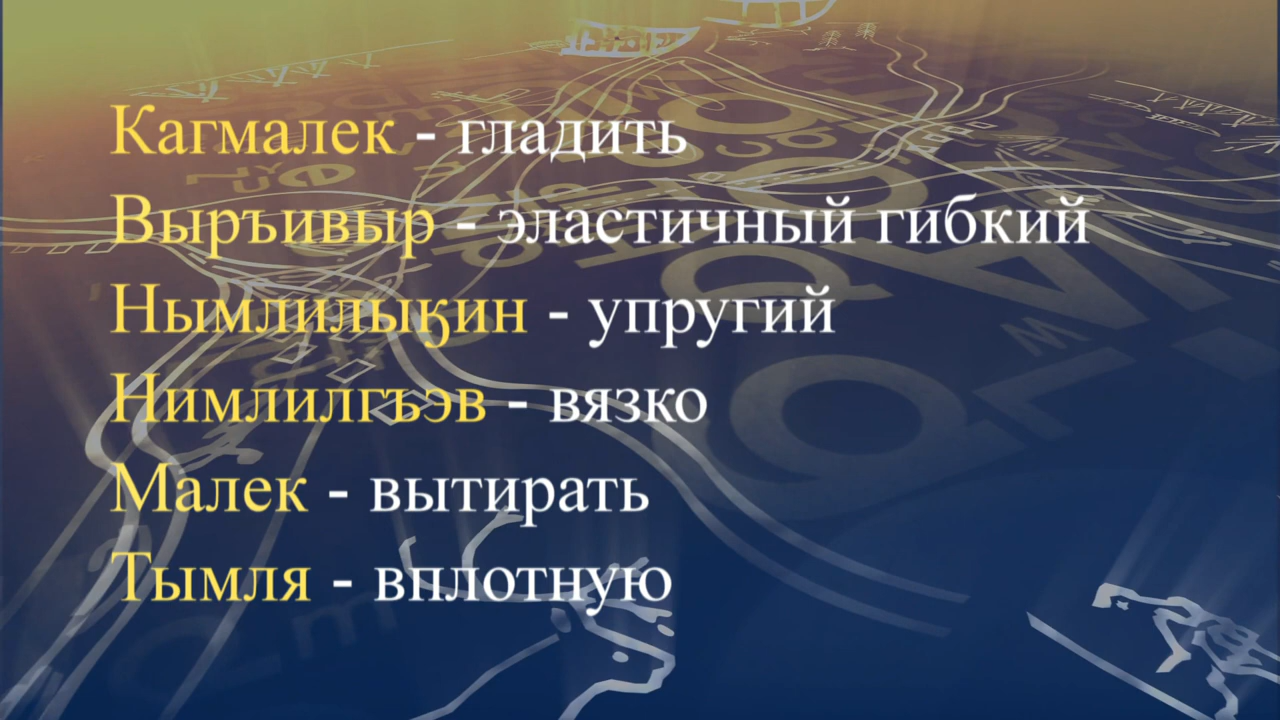 Кагмалек - гладить
Выръивыр - эластичный гибкий
Нымлилыӄин - упругий
Нимлилгъэв - вязко
Малек - вытирать
Тымля - вплотную